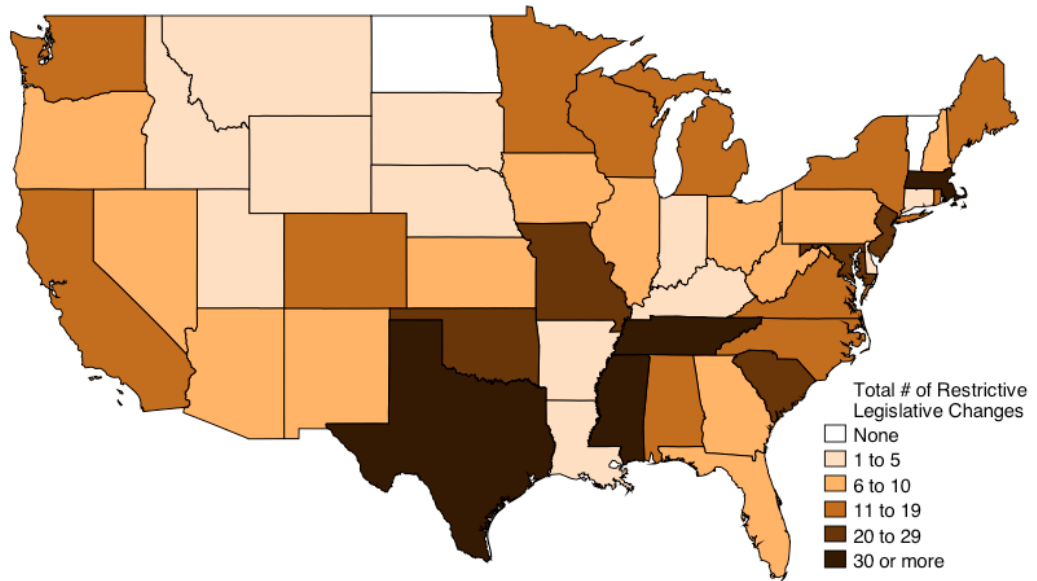 Total # of Restrictive
Legislative Changes
None
1 to 5
6 to 10
11 to 19
20 to 29
30 or more